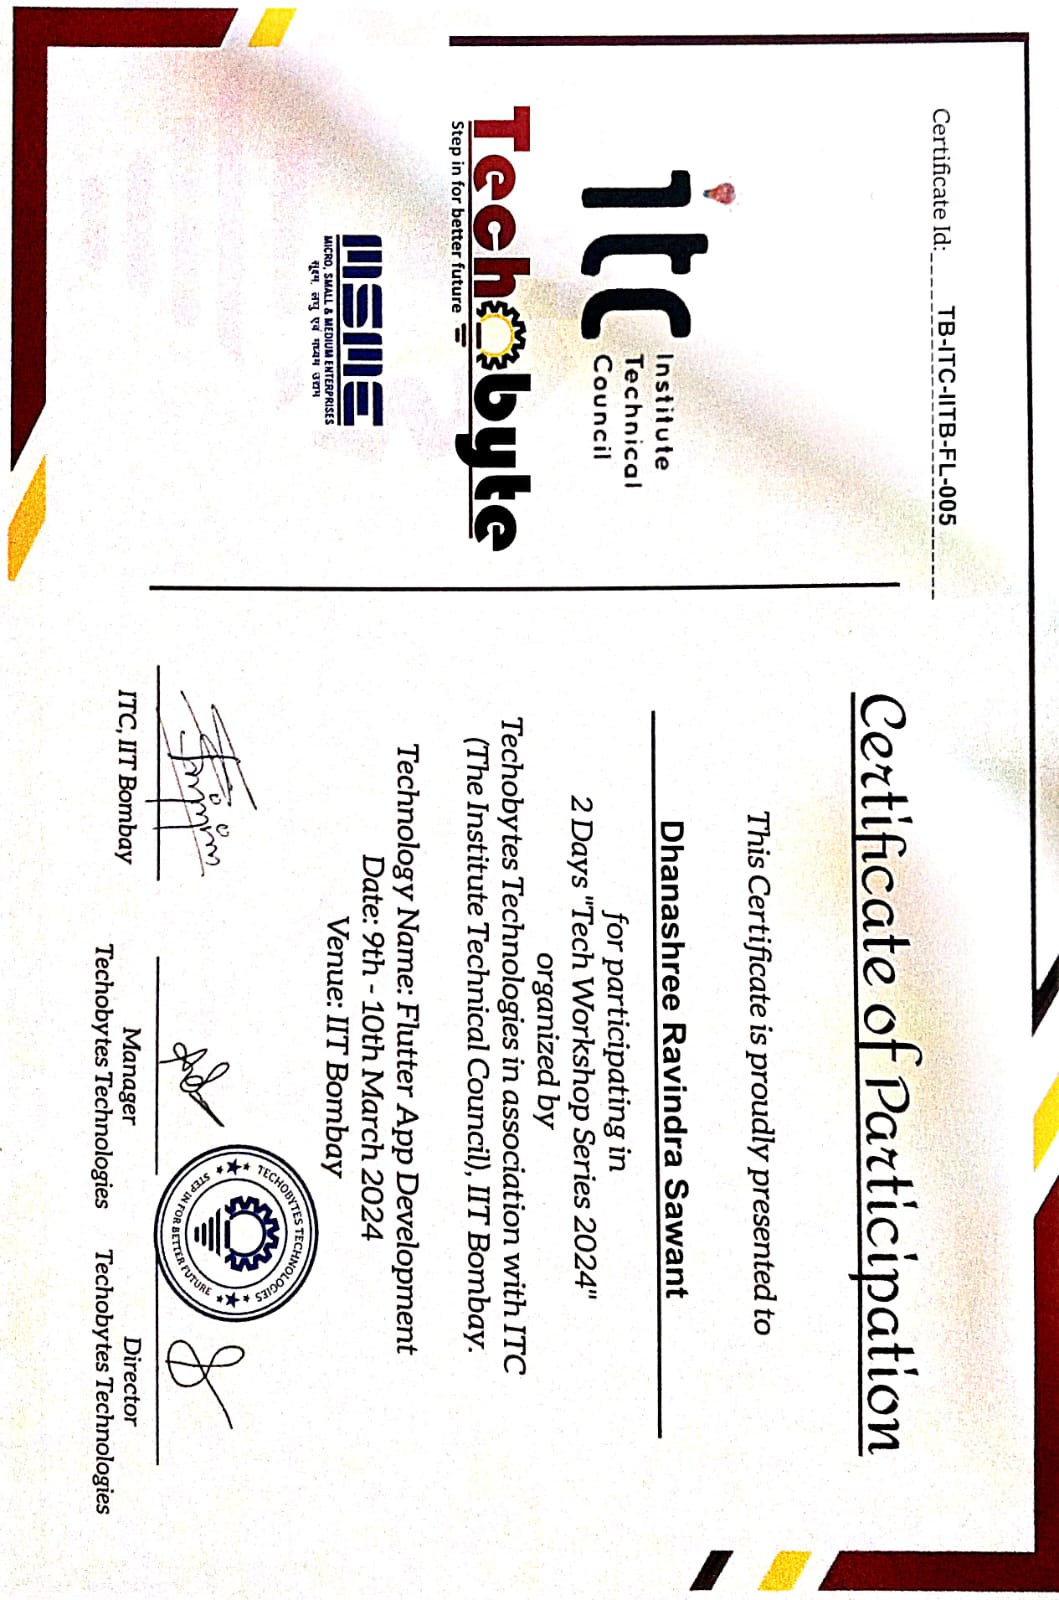 Certificate Id: TB-ITC-IITB-FL-005
itc
Institute
Technical
Council
Techobyte
Step in for better future
MSME
MICRO, SMALL & MEDIUM ENTERPRISES
सूक्ष्म, लघु एवं मध्यम उद्यम
Certificate of Participation
This Certificate is proudly presented to
Dhanashree Ravindra Sawant
for participating in
2 Days "Tech Workshop Series 2024"
organized by
Techobytes Technologies in association with ITC
(The Institute Technical Council), IIT Bombay.
Technology Name: Flutter App Development
Date: 9th - 10th March 2024
Venue: IIT Bombay
ITC, IIT Bombay
Manager
Techobytes Technologies
TECHOBYTES TECHNOLOGIES
STEP IN FOR BETTER FUTURE
Director
Techobytes Technologies